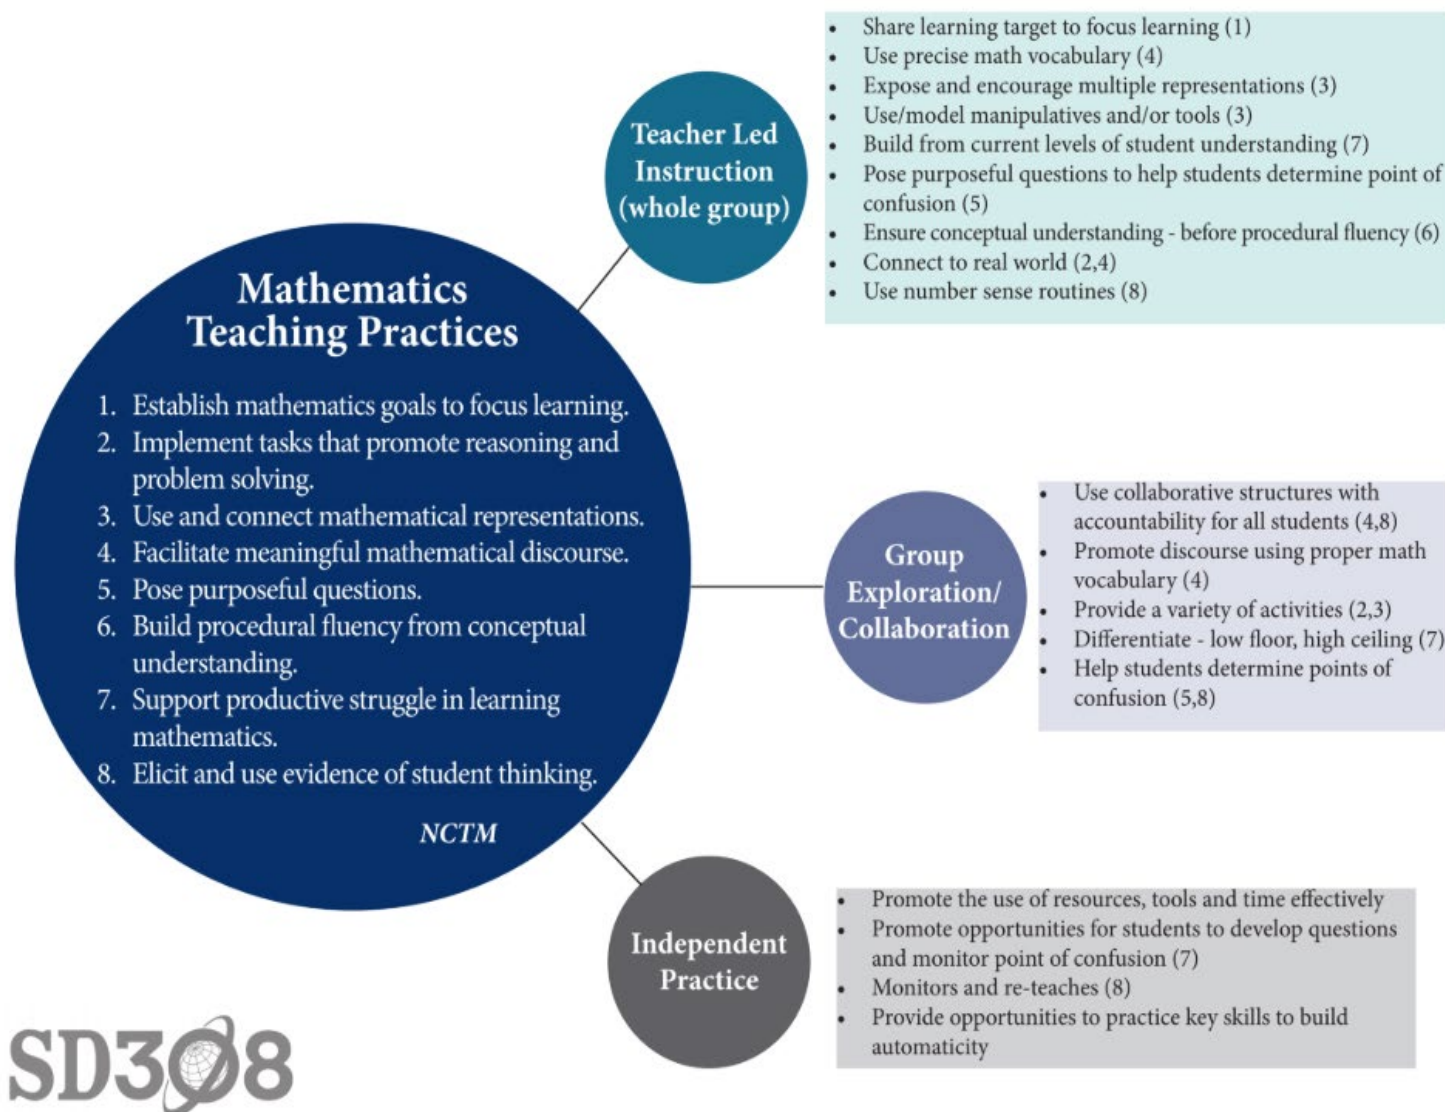 Mathematics
Teaching Practices
1. Establish mathematics goals to focus learning.
2. Implement tasks that promote reasoning and
problem solving.
3. Use and connect mathematical representations.
4. Facilitate meaningful mathematical discourse.
5. Pose purposeful questions.
6. Build procedural fluency from conceptual
understanding.
7. Support productive struggle in learning
mathematics.
8. Elicit and use evidence of student thinking.
NCTM
Teacher Led
Instruction
(whole group)
• Share learning target to focus learning (1)
• Use precise math vocabulary (4)
• Expose and encourage multiple representations (3)
• Use/model manipulatives and/or tools (3)
• Build from current levels of student understanding (7)
• Pose purposeful questions to help students determine point of
confusion (5)
• Ensure conceptual understanding - before procedural fluency (6)
• Connect to real world (2,4)
• Use number sense routines (8)
Group
Exploration/
Collaboration
• Use collaborative structures with
accountability for all students (4,8)
• Promote discourse using proper math
vocabulary (4)
• Provide a variety of activities (2,3)
• Differentiate - low floor, high ceiling (7)
• Help students determine points of
confusion (5,8)
Independent
Practice
• Promote the use of resources, tools and time effectively
• Promote opportunities for students to develop questions
and monitor point of confusion (7)
• Monitors and re-teaches (8)
• Provide opportunities to practice key skills to build
automaticity
SD308